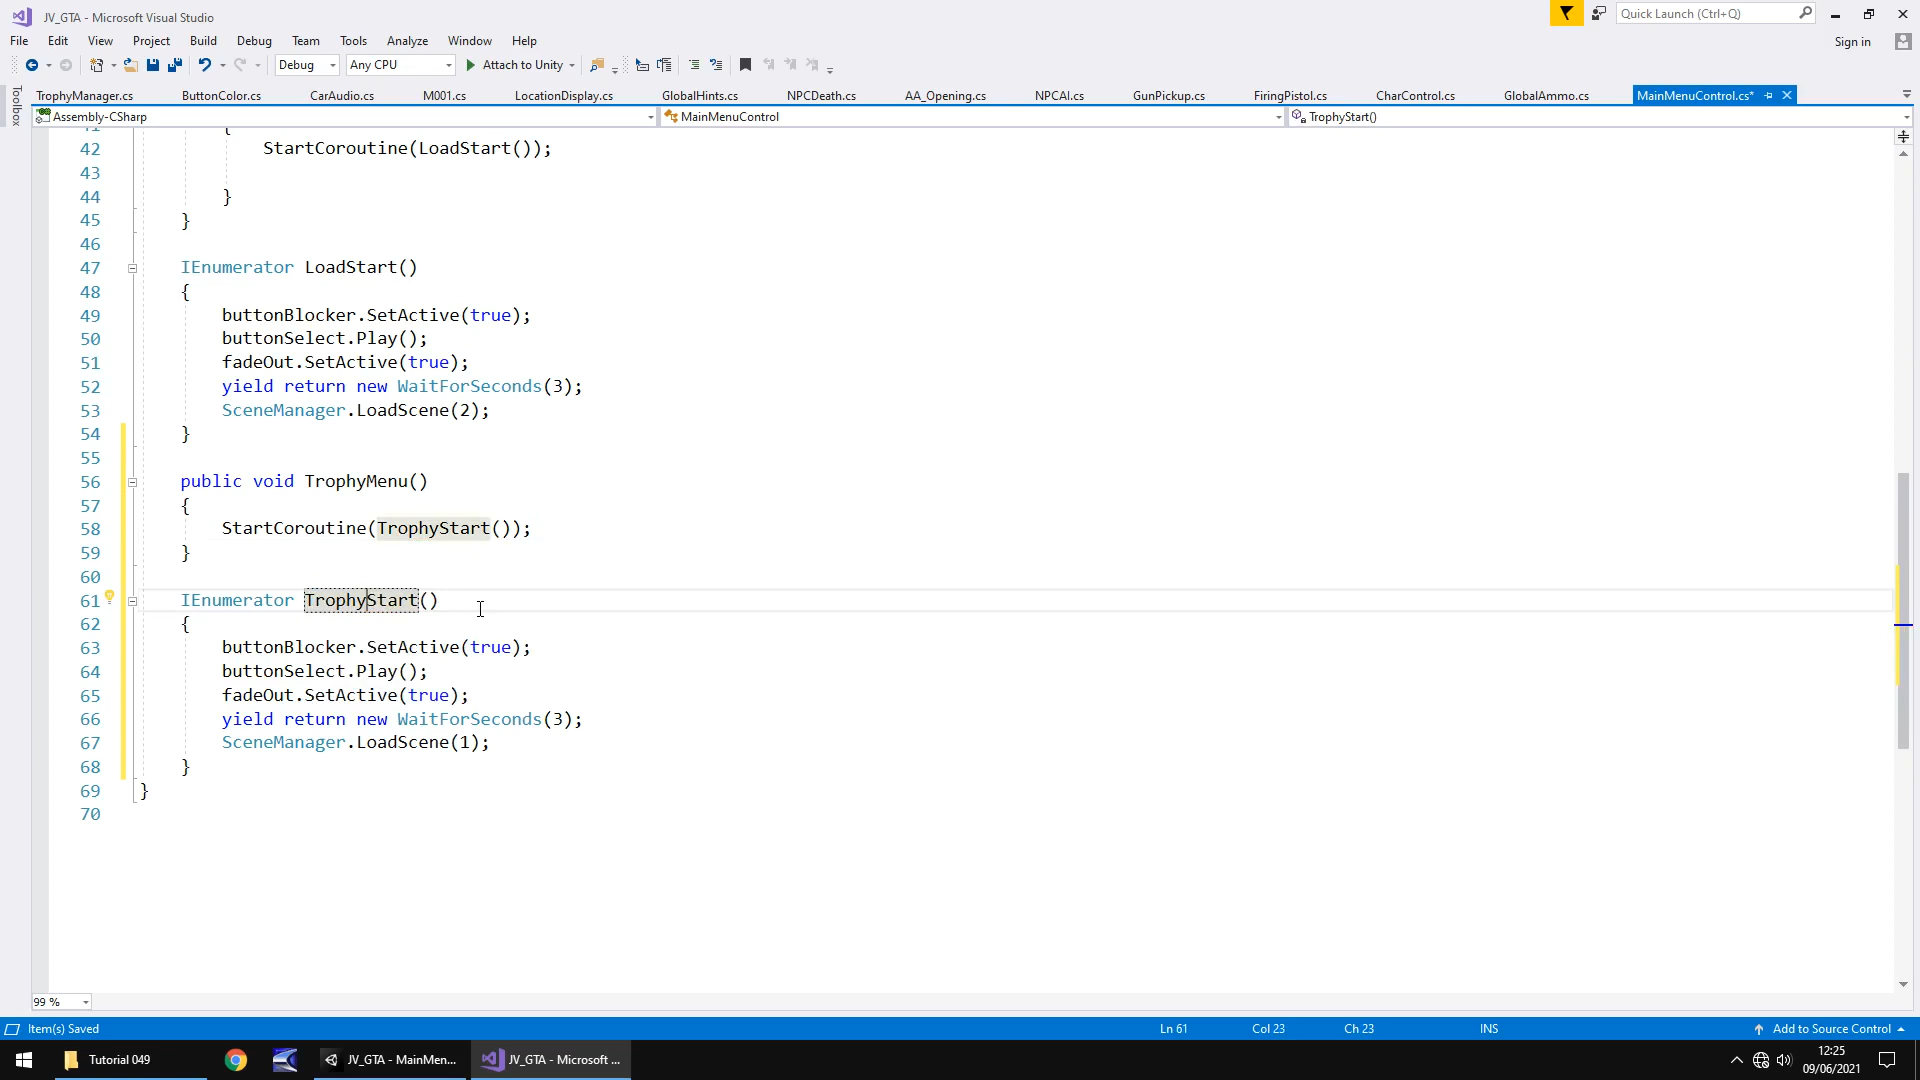 JV_GTA - Microsoft Visual Studio
Quick Launch (Ctrl+Q)
File Edit View Project Build Debug Team Tools Analyze Window Help
Sign in
Debug Any CPU Attach to Unity
Toolbox
TrophyManager.cs ButtonColor.cs CarAudio.cs M001.cs LocationDisplay.cs GlobalHints.cs NPCDeath.cs AA_Opening.cs NPCAI.cs GunPickup.cs FiringPistol.cs CharControl.cs GlobalAmmo.cs MainMenuControl.cs*
Assembly-CSharp MainMenuControl TrophyStart()
41 {
42 StartCoroutine(LoadStart());
43
44 }
45 }
46
47 IEnumerator LoadStart()
48 {
49 buttonBlocker.SetActive(true);
50 buttonSelect.Play();
51 fadeOut.SetActive(true);
52 yield return new WaitForSeconds(3);
53 SceneManager.LoadScene(2);
54 }
55
56 public void TrophyMenu()
57 {
58 StartCoroutine(TrophyStart());
59 }
60
61 IEnumerator TrophyStart()
62 {
63 buttonBlocker.SetActive(true);
64 buttonSelect.Play();
65 fadeOut.SetActive(true);
66 yield return new WaitForSeconds(3);
67 SceneManager.LoadScene(1);
68 }
69 }
70
99 %
Item(s) Saved Ln 61 Col 23 Ch 23 INS Add to Source Control
Tutorial 049 JV_GTA - MainMen... JV_GTA - Microsoft ... 12:25
09/06/2021